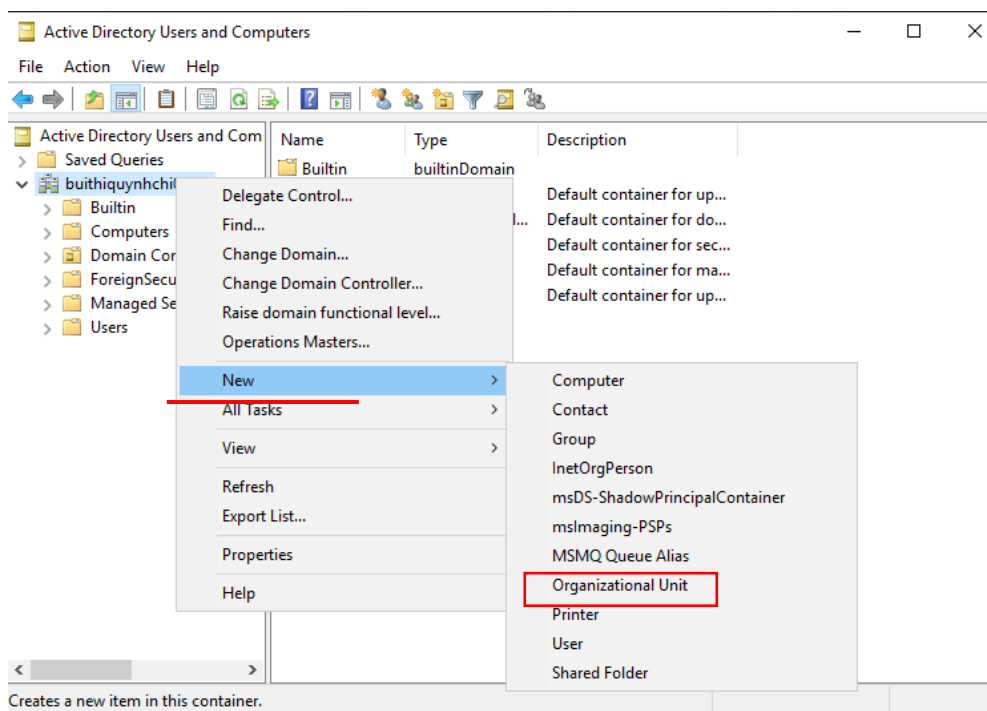 Active Directory Users and Computers
File Action View Help
Active Directory Users and Com
Saved Queries
buithiquynhchi
Builtin
Computers
Domain Cor
ForeignSecu
Managed Se
Users
Name Type Description
Builtin builtinDomain
Default container for up...
l... Default container for do...
Default container for sec...
Default container for ma...
Default container for up...
Delegate Control...
Find...
Change Domain...
Change Domain Controller...
Raise domain functional level...
Operations Masters...
New
All Tasks
View
Refresh
Export List...
Properties
Help
Computer
Contact
Group
InetOrgPerson
msDS-ShadowPrincipalContainer
msImaging-PSPs
MSMQ Queue Alias
Organizational Unit
Printer
User
Shared Folder
Creates a new item in this container.